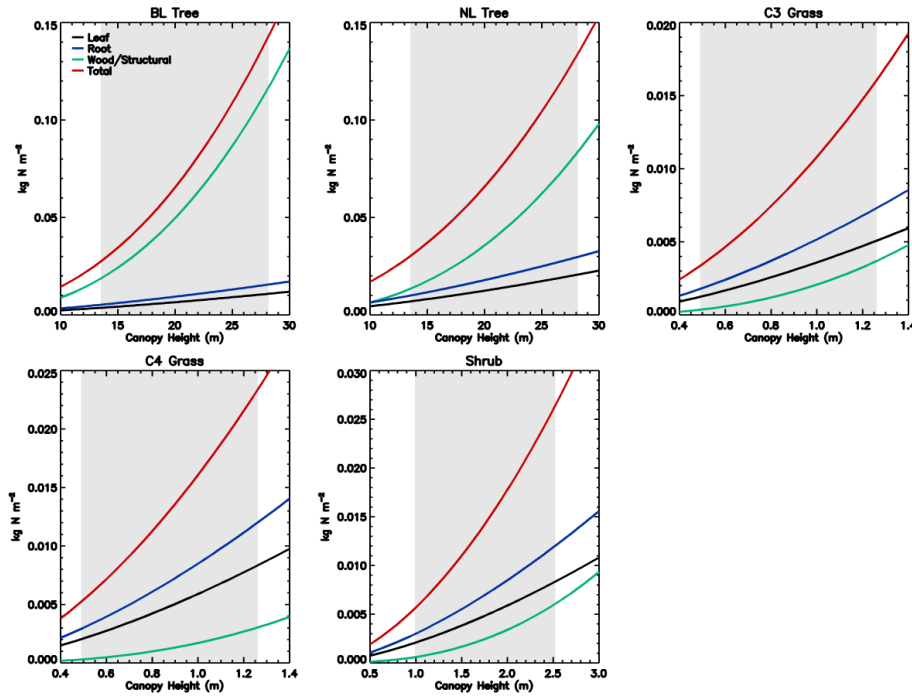 BL Tree
0.15
0.10
0.05
0.00
kg N m⁻²
Leaf
Root
Wood/Structural
Total
10 15 20 25 30
Canopy Height (m)
NL Tree
0.15
0.10
0.05
0.00
kg N m⁻²
10 15 20 25 30
Canopy Height (m)
C3 Grass
0.020
0.015
0.010
0.005
0.000
kg N m⁻²
0.4 0.6 0.8 1.0 1.2 1.4
Canopy Height (m)
C4 Grass
0.025
0.020
0.015
0.010
0.005
0.000
kg N m⁻²
0.4 0.6 0.8 1.0 1.2 1.4
Canopy Height (m)
Shrub
0.030
0.025
0.020
0.015
0.010
0.005
0.000
kg N m⁻²
0.5 1.0 1.5 2.0 2.5 3.0
Canopy Height (m)